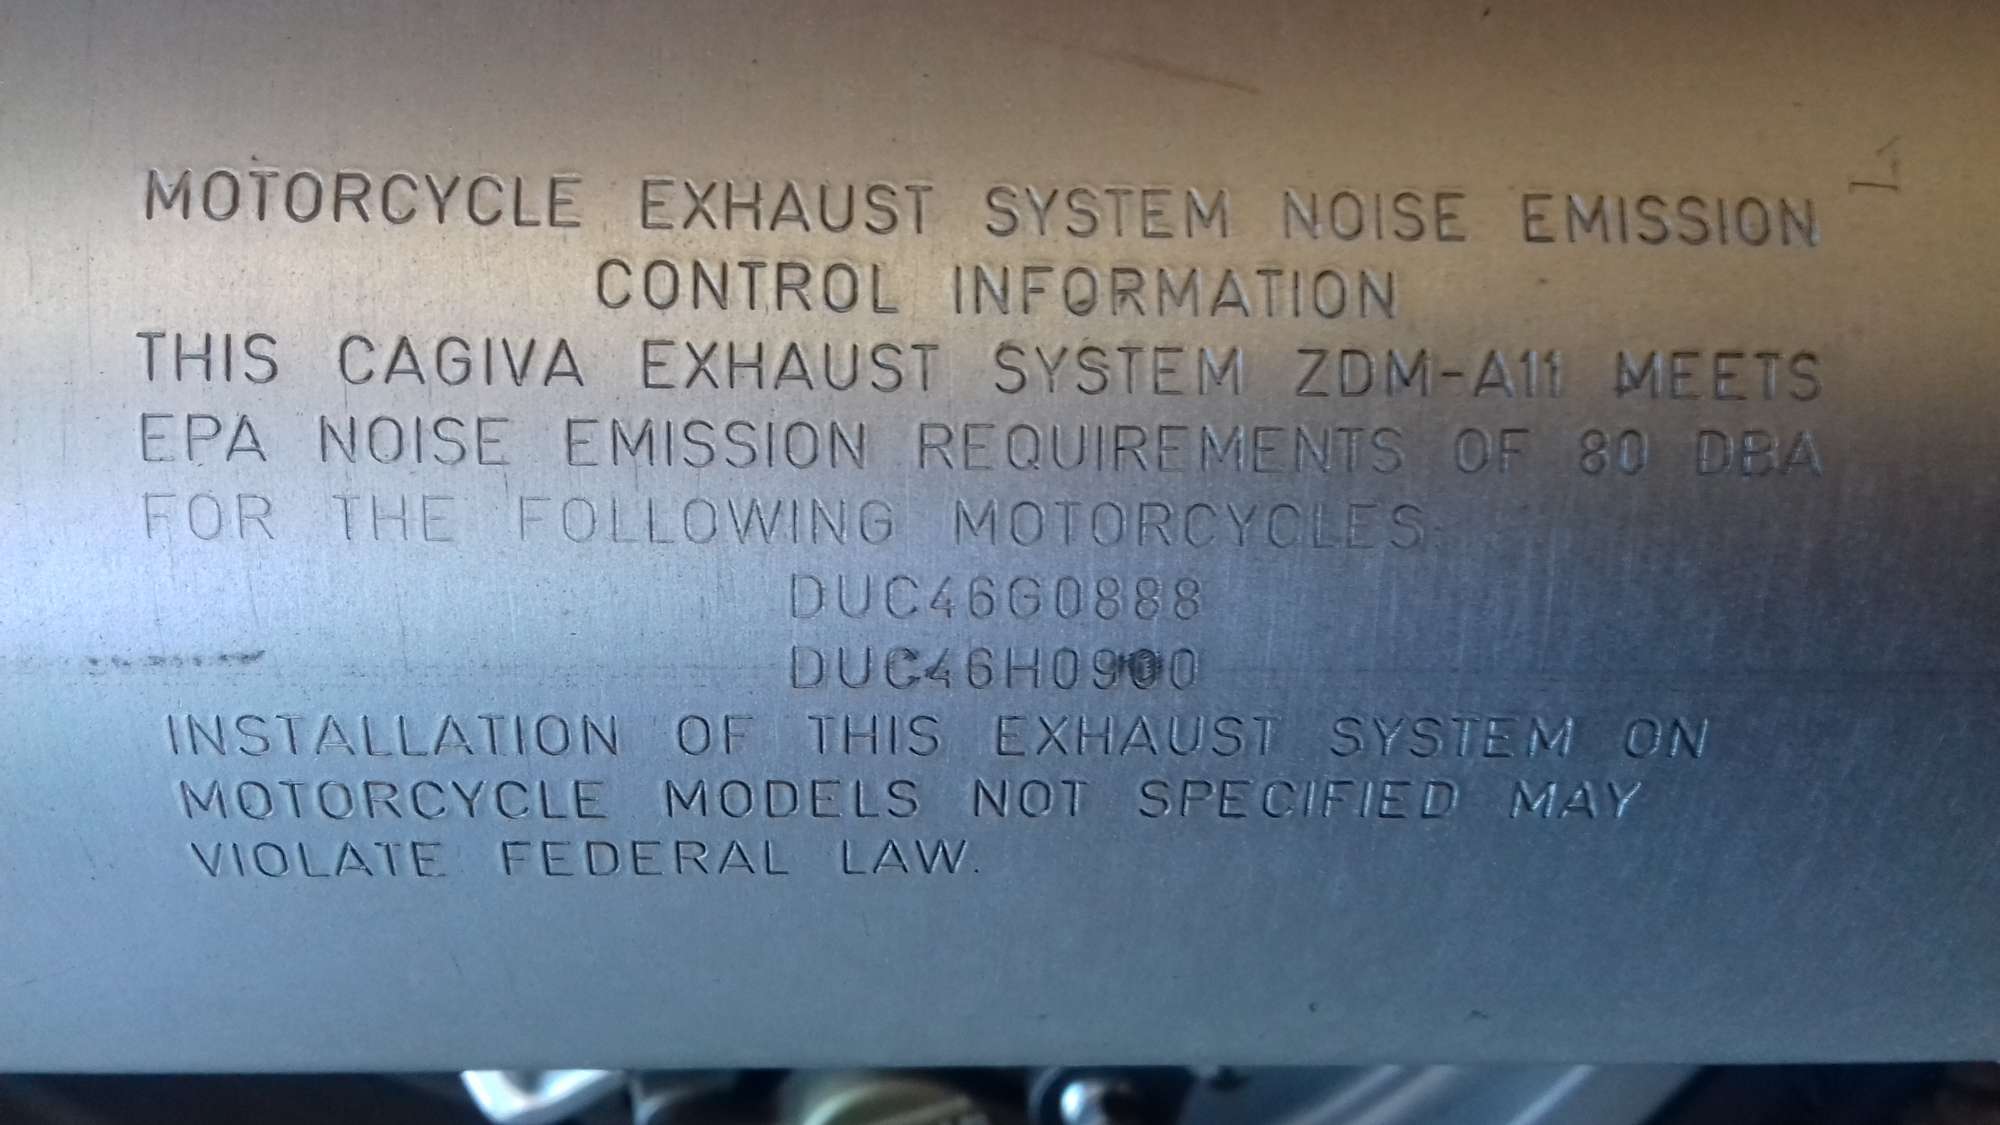 MOTORCYCLE EXHAUST SYSTEM NOISE EMISSION
CONTROL INFORMATION
THIS CAGIVA EXHAUST SYSTEM ZDM-A11 MEETS
EPA NOISE EMISSION REQUIREMENTS OF 80 DBA
FOR THE FOLLOWING MOTORCYCLES:
DUC46G0888
DUC46H0900
INSTALLATION OF THIS EXHAUST SYSTEM ON
MOTORCYCLE MODELS NOT SPECIFIED MAY
VIOLATE FEDERAL LAW.